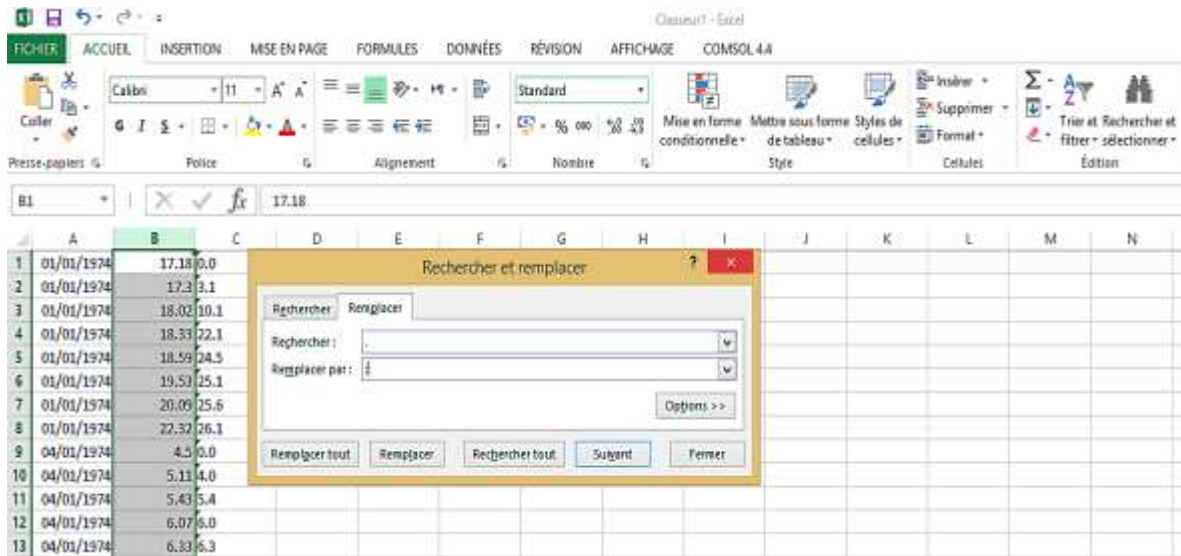 Classeur1 - Excel
FICHIER ACCUEIL INSERTION MISE EN PAGE FORMULES DONNÉES RÉVISION AFFICHAGE COMSOL 4.4
Coller
Calibri 11 A A
G I S A
Standard
% 000
Mise en forme conditionnelle
Mettre sous forme de tableau
Styles de cellules
Insérer
Supprimer
Format
Σ
Trier et filtrer
Rechercher et sélectionner
Presse-papiers Police Alignement Nombre Style Cellules Édition
B1 fx 17.18
A B C D E F G H I J K L M N
1 01/01/1974 17.18 0.0
2 01/01/1974 17.3 3.1
3 01/01/1974 18.02 10.1
4 01/01/1974 18.33 22.1
5 01/01/1974 18.59 24.5
6 01/01/1974 19.53 25.1
7 01/01/1974 20.09 25.6
8 01/01/1974 22.32 26.1
9 04/01/1974 4.5 0.0
10 04/01/1974 5.11 4.0
11 04/01/1974 5.43 5.4
12 04/01/1974 6.07 6.0
13 04/01/1974 6.33 6.3
Rechercher et remplacer ? ×
Rechercher Remplacer
Rechercher : .
Remplacer par :
Options >>
Remplacer tout Remplacer Rechercher tout Suivant Fermer